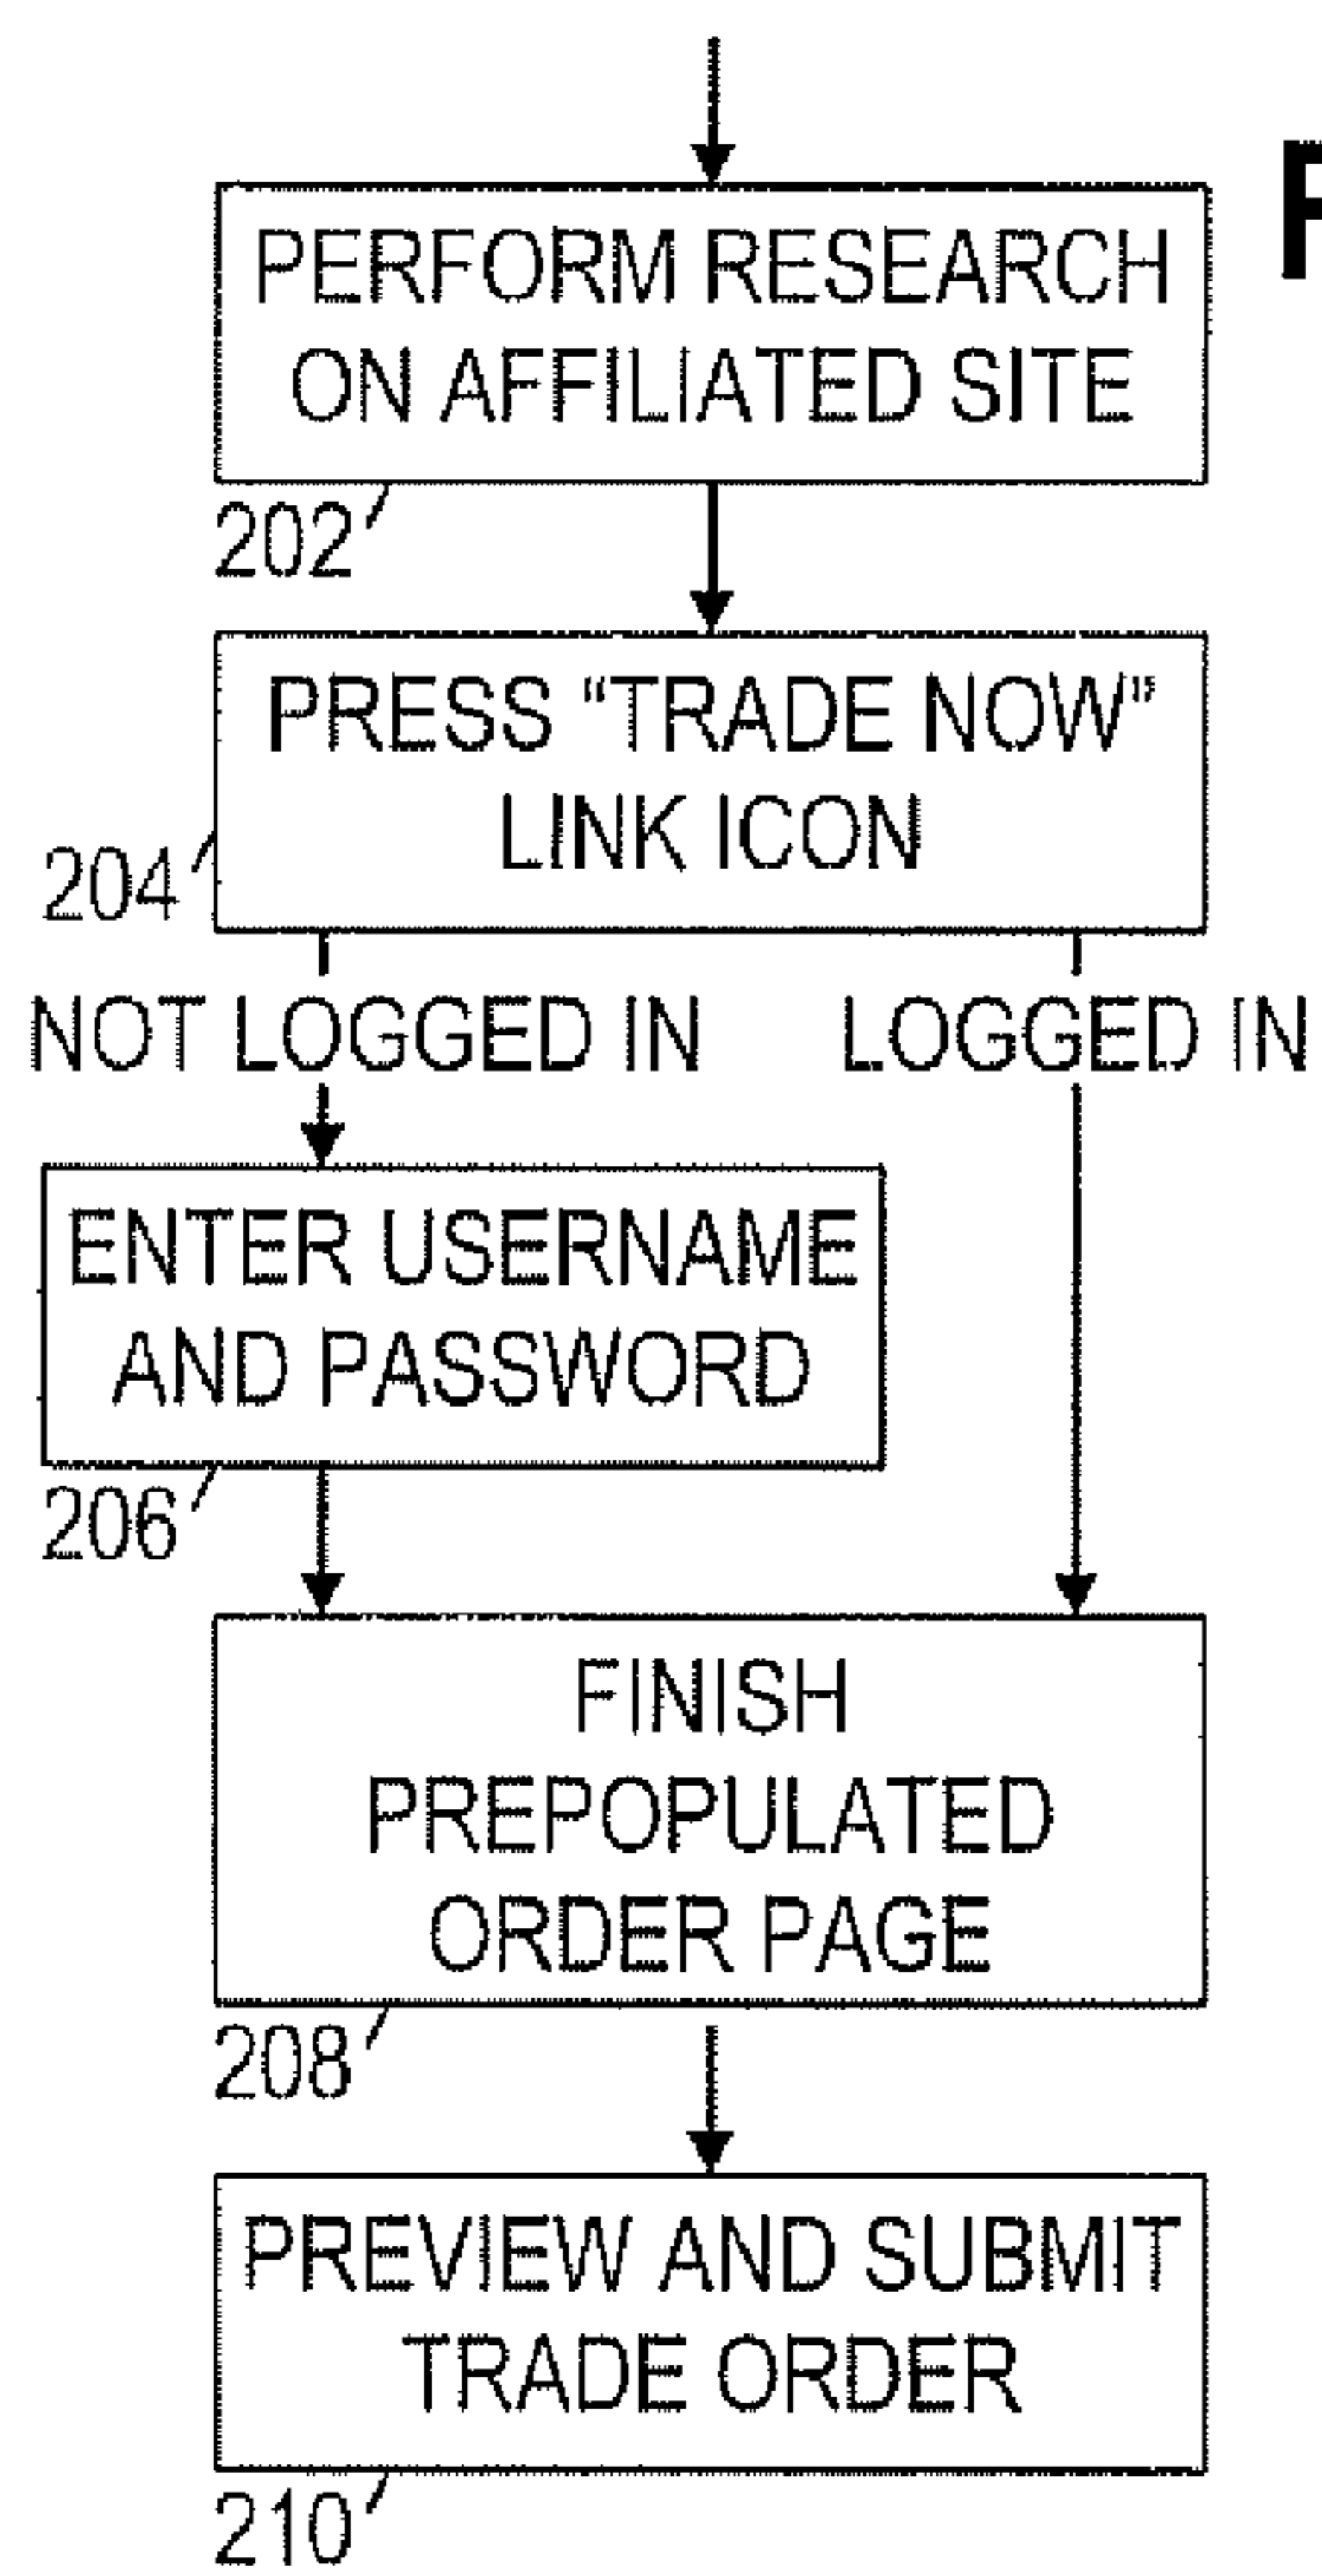 PERFORM RESEARCH
ON AFFILIATED SITE
202
PRESS “TRADE NOW”
LINK ICON
204
NOT LOGGED IN
LOGGED IN
ENTER USERNAME
AND PASSWORD
206
FINISH
PREPOPULATED
ORDER PAGE
208
PREVIEW AND SUBMIT
TRADE ORDER
210